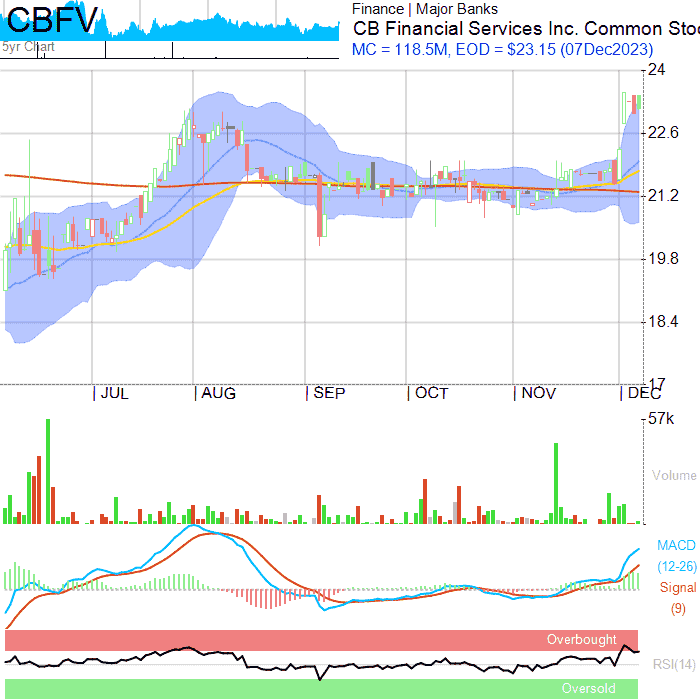 CBFV
5yr Chart
Finance | Major Banks
CB Financial Services Inc. Common Stoc
MC = 118.5M, EOD = $23.15 (07Dec2023)
24
22.6
21.2
19.8
18.4
17
JUL AUG SEP OCT NOV DEC
57k
Volume
MACD
(12-26)
Signal
(9)
Overbought
RSI(14)
Oversold